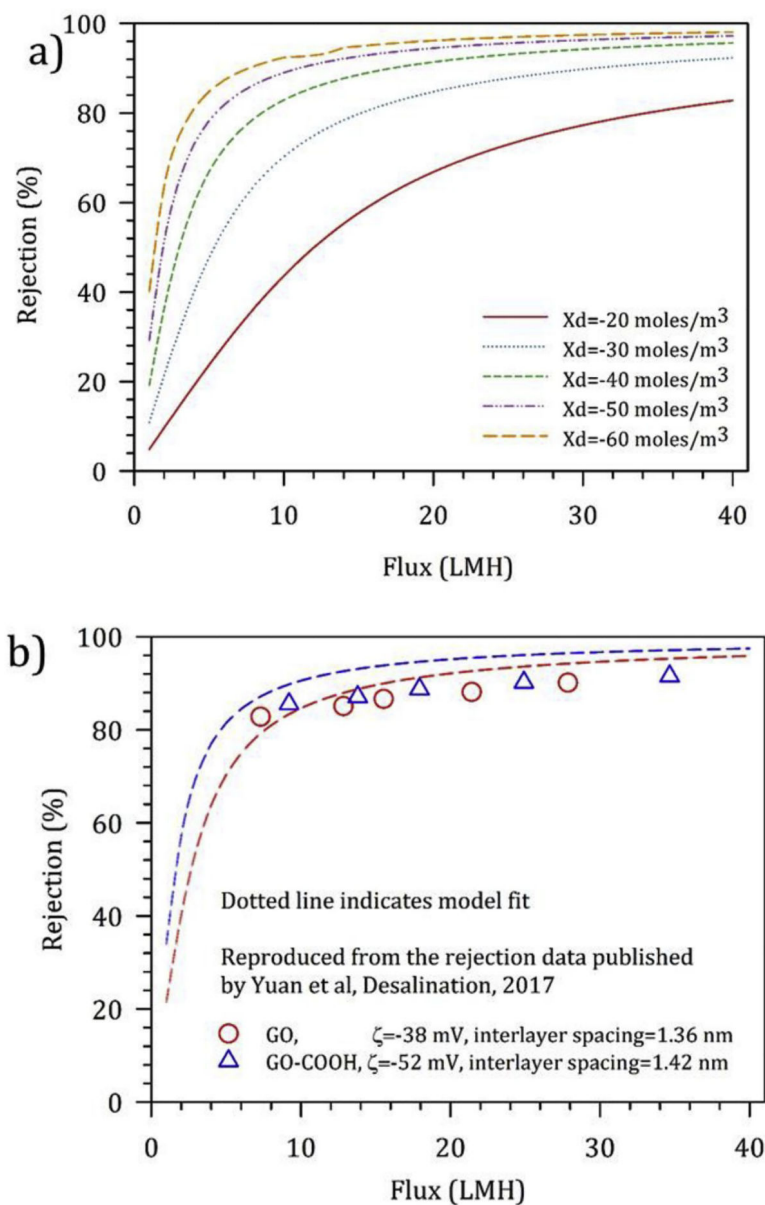 a)
100
80
60
40
20
0
Rejection (%)
Xd=-20 moles/m3
Xd=-30 moles/m3
Xd=-40 moles/m3
Xd=-50 moles/m3
Xd=-60 moles/m3
0 10 20 30 40
Flux (LMH)
b)
100
80
60
40
20
0
Rejection (%)
Dotted line indicates model fit
Reproduced from the rejection data published
by Yuan et al, Desalination, 2017
GO, ζ=-38 mV, interlayer spacing=1.36 nm
GO-COOH, ζ=-52 mV, interlayer spacing=1.42 nm
0 10 20 30 40
Flux (LMH)